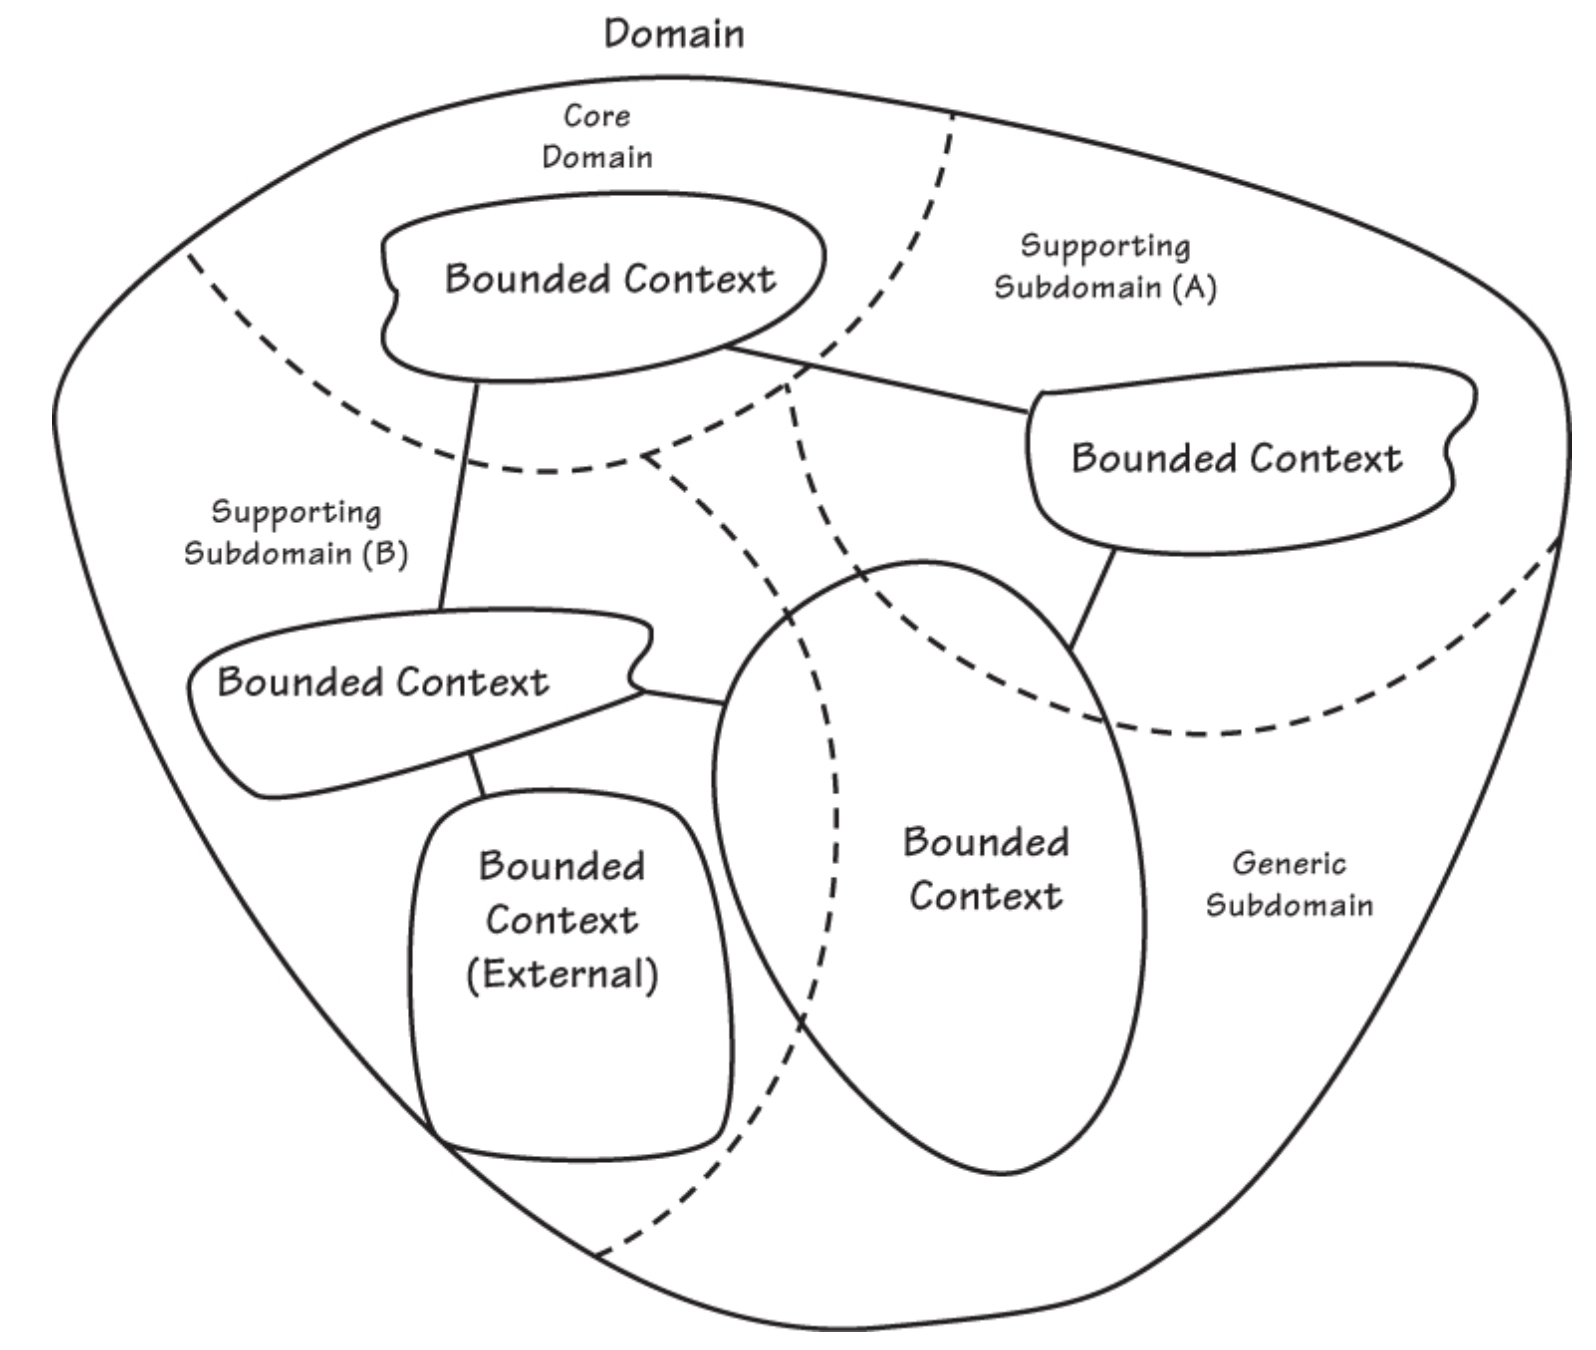 Domain
Core
Domain
Bounded Context
Supporting
Subdomain (A)
Bounded Context
Supporting
Subdomain (B)
Bounded Context
Bounded
Context
(External)
Bounded
Context
Generic
Subdomain